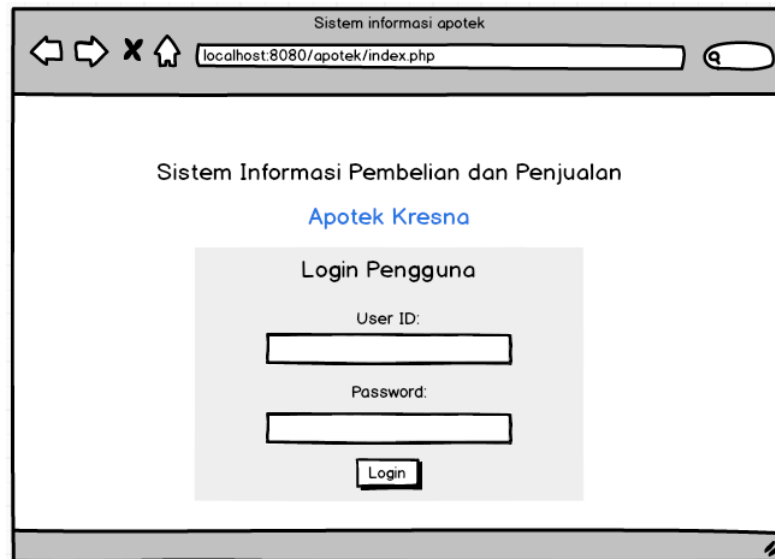 Sistem informasi apotek
localhost:8080/apotek/index.php
Sistem Informasi Pembelian dan Penjualan
Apotek Kresna
Login Pengguna
User ID:
Password:
Login